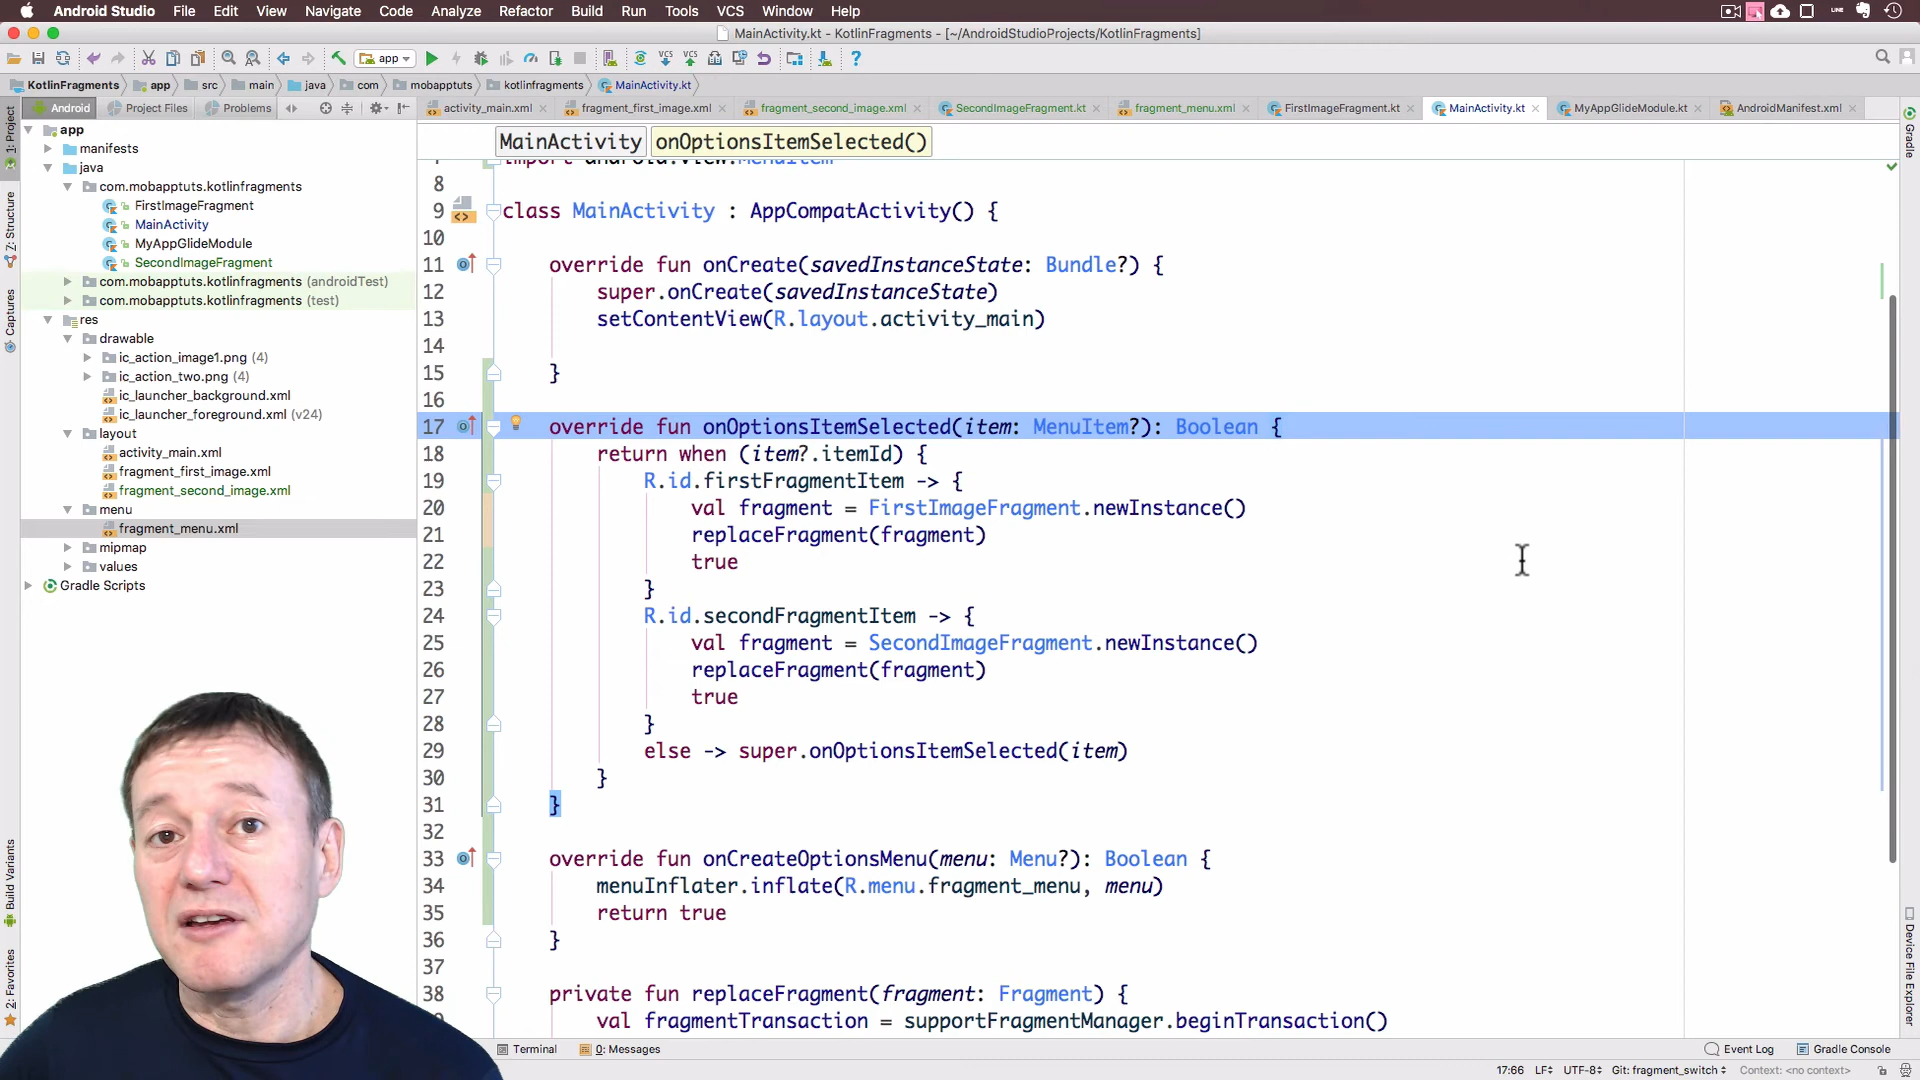 Android Studio File Edit View Navigate Code Analyze Refactor Build Run Tools VCS Window Help
LINE
MainActivity.kt - KotlinFragments - [~/AndroidStudioProjects/KotlinFragments]
app
VCS VCS
KotlinFragments app src main java com mobapptuts kotlinfragments MainActivity.kt
Android Project Files Problems
activity_main.xml fragment_first_image.xml fragment_second_image.xml SecondImageFragment.kt fragment_menu.xml FirstImageFragment.kt MainActivity.kt MyAppGlideModule.kt AndroidManifest.xml
MainActivity onOptionsItemSelected()
1: Project
Z: Structure
Captures
Build Variants
2: Favorites
Gradle
Device File Explorer
app
manifests
java
com.mobapptuts.kotlinfragments
FirstImageFragment
MainActivity
MyAppGlideModule
SecondImageFragment
com.mobapptuts.kotlinfragments (androidTest)
com.mobapptuts.kotlinfragments (test)
res
drawable
ic_action_image1.png (4)
ic_action_two.png (4)
ic_launcher_background.xml
ic_launcher_foreground.xml (v24)
layout
activity_main.xml
fragment_first_image.xml
fragment_second_image.xml
menu
fragment_menu.xml
mipmap
values
Gradle Scripts
import android.view.MenuItem
8
9 class MainActivity : AppCompatActivity() {
10
11 override fun onCreate(savedInstanceState: Bundle?) {
12 super.onCreate(savedInstanceState)
13 setContentView(R.layout.activity_main)
14
15 }
16
17 override fun onOptionsItemSelected(item: MenuItem?): Boolean {
18 return when (item?.itemId) {
19 R.id.firstFragmentItem -> {
20 val fragment = FirstImageFragment.newInstance()
21 replaceFragment(fragment)
22 true
23 }
24 R.id.secondFragmentItem -> {
25 val fragment = SecondImageFragment.newInstance()
26 replaceFragment(fragment)
27 true
28 }
29 else -> super.onOptionsItemSelected(item)
30 }
31 }
32
33 override fun onCreateOptionsMenu(menu: Menu?): Boolean {
34 menuInflater.inflate(R.menu.fragment_menu, menu)
35 return true
36 }
37
38 private fun replaceFragment(fragment: Fragment) {
val fragmentTransaction = supportFragmentManager.beginTransaction()
Terminal 0: Messages Event Log Gradle Console
17:66 LF UTF-8 Git: fragment_switch Context: <no context>